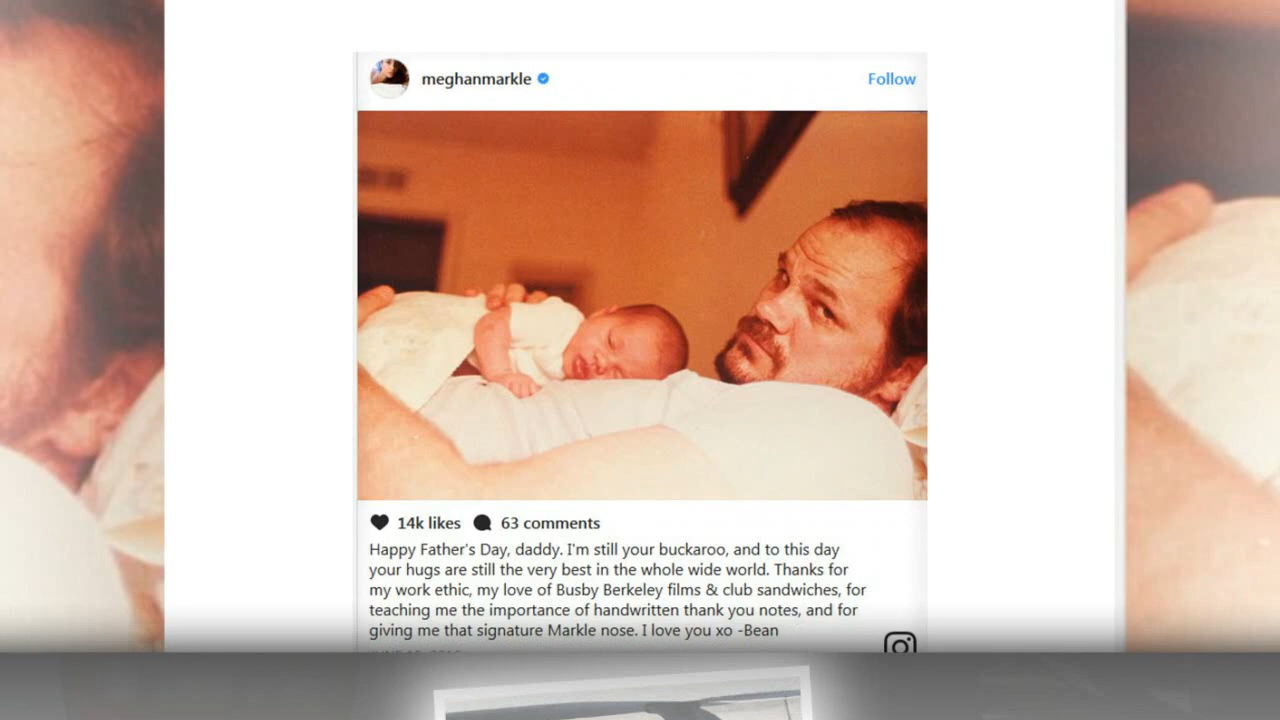 meghanmarkle
Follow
14k likes 63 comments
Happy Father's Day, daddy. I'm still your buckaroo, and to this day
your hugs are still the very best in the whole wide world. Thanks for
my work ethic, my love of Busby Berkeley films & club sandwiches, for
teaching me the importance of handwritten thank you notes, and for
giving me that signature Markle nose. I love you xo -Bean